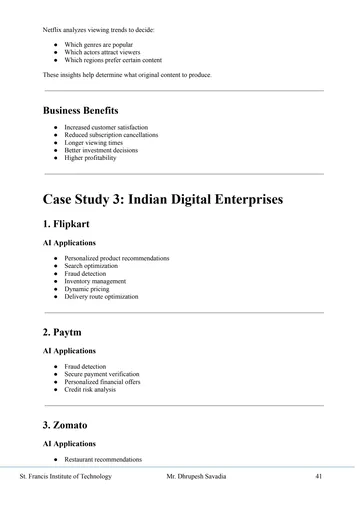 Netflix analyzes viewing trends to decide:
● Which genres are popular
● Which actors attract viewers
● Which regions prefer certain content
These insights help determine what original content to produce.
Business Benefits
● Increased customer satisfaction
● Reduced subscription cancellations
● Longer viewing times
● Better investment decisions
● Higher profitability
Case Study 3: Indian Digital Enterprises
1. Flipkart
AI Applications
● Personalized product recommendations
● Search optimization
● Fraud detection
● Inventory management
● Dynamic pricing
● Delivery route optimization
2. Paytm
AI Applications
● Fraud detection
● Secure payment verification
● Personalized financial offers
● Credit risk analysis
3. Zomato
AI Applications
● Restaurant recommendations
St. Francis Institute of Technology Mr. Dhrupesh Savadia 41